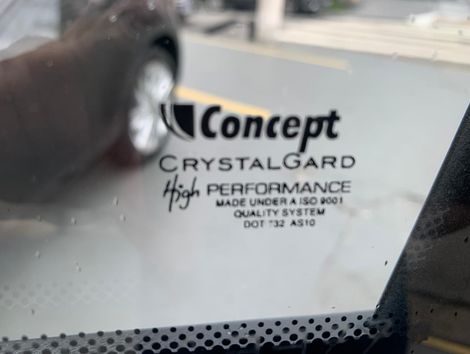 Concept
CRYSTALGARD
High PERFORMANCE
MADE UNDER A ISO 9001
QUALITY SYSTEM
DOT 732 AS10